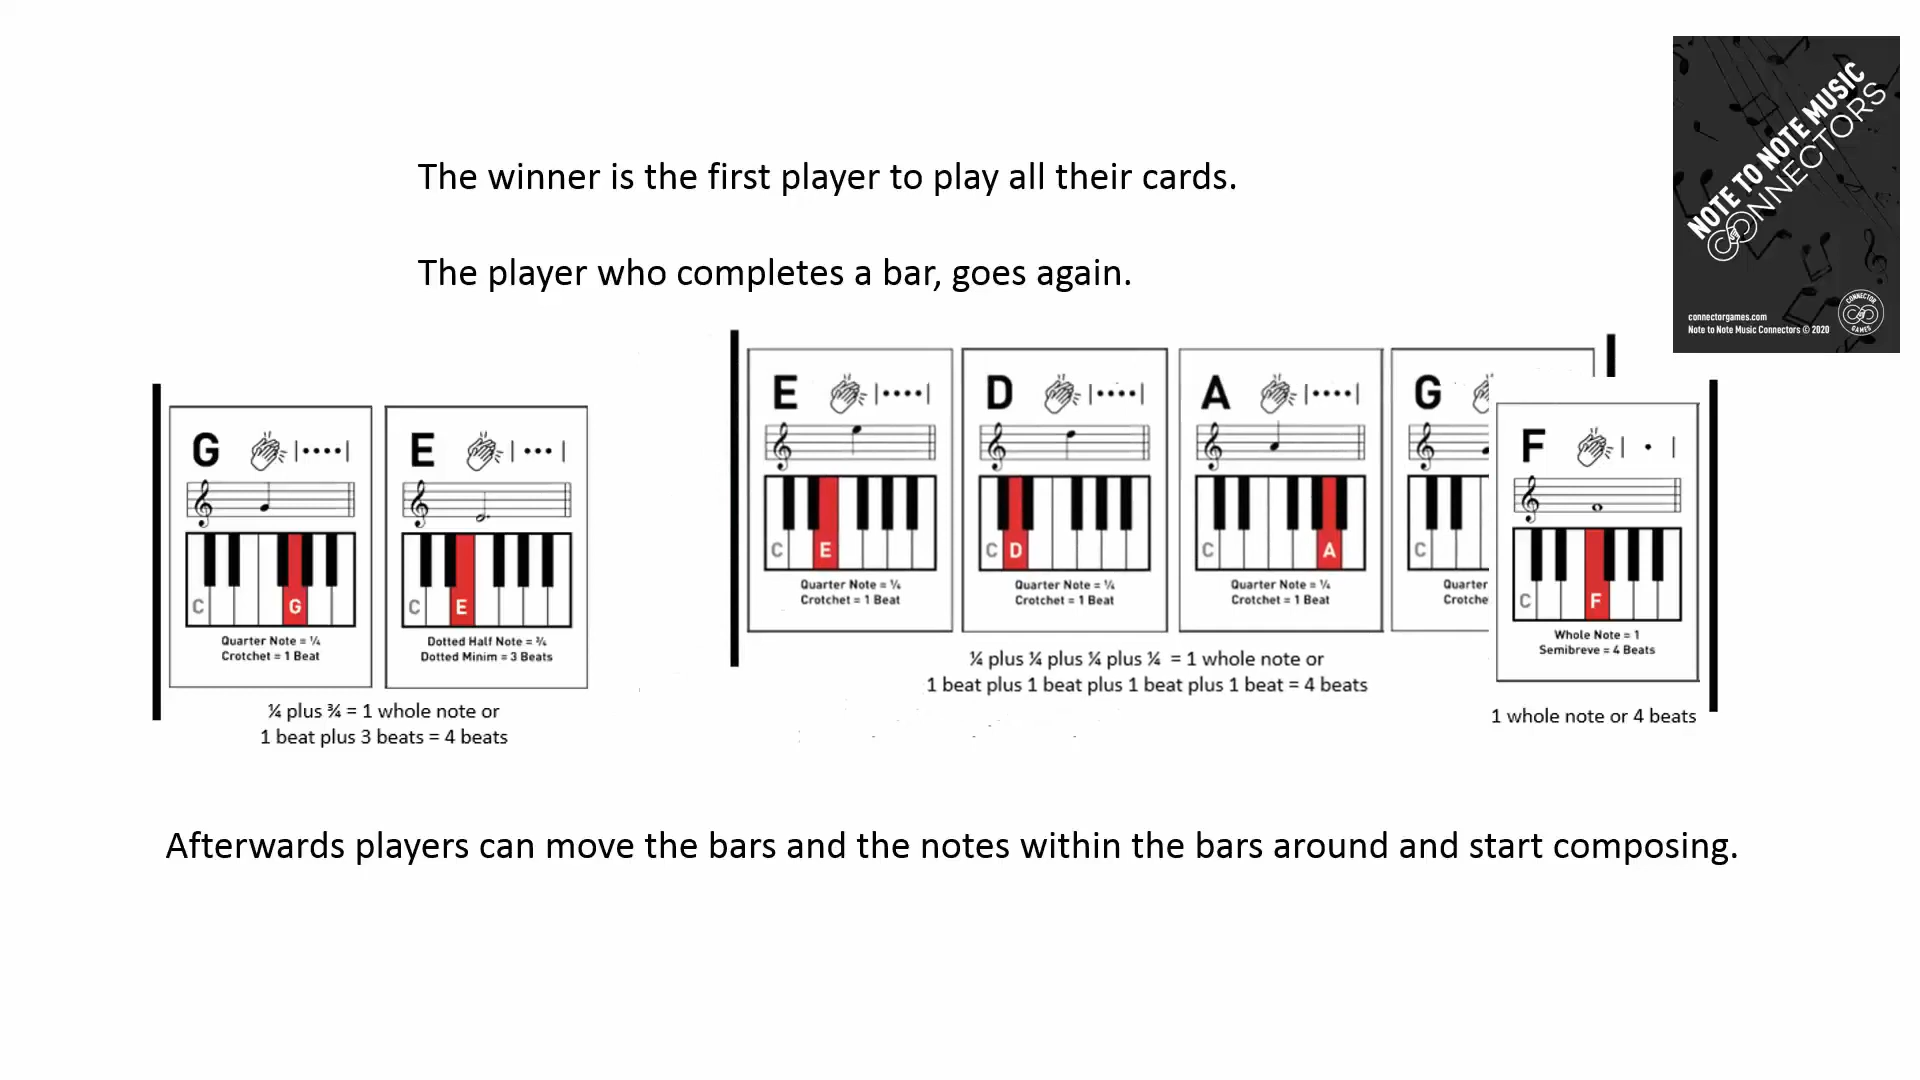 NOTE TO NOTE MUSIC
CONNECTORS
connectorgames.com
Note to Note Music Connectors © 2020
CONNECTOR
GAMES
The winner is the first player to play all their cards.
The player who completes a bar, goes again.
G |••••|
C G
Quarter Note = ¼
Crotchet = 1 Beat
E |•••|
C E
Dotted Half Note = ¾
Dotted Minim = 3 Beats
¼ plus ¾ = 1 whole note or
1 beat plus 3 beats = 4 beats
E |••••|
C E
Quarter Note = ¼
Crotchet = 1 Beat
D |••••|
C D
Quarter Note = ¼
Crotchet = 1 Beat
A |••••|
C A
Quarter Note = ¼
Crotchet = 1 Beat
G
C
Quarter
Crotche
¼ plus ¼ plus ¼ plus ¼ = 1 whole note or
1 beat plus 1 beat plus 1 beat plus 1 beat = 4 beats
F | • |
C F
Whole Note = 1
Semibreve = 4 Beats
1 whole note or 4 beats
Afterwards players can move the bars and the notes within the bars around and start composing.